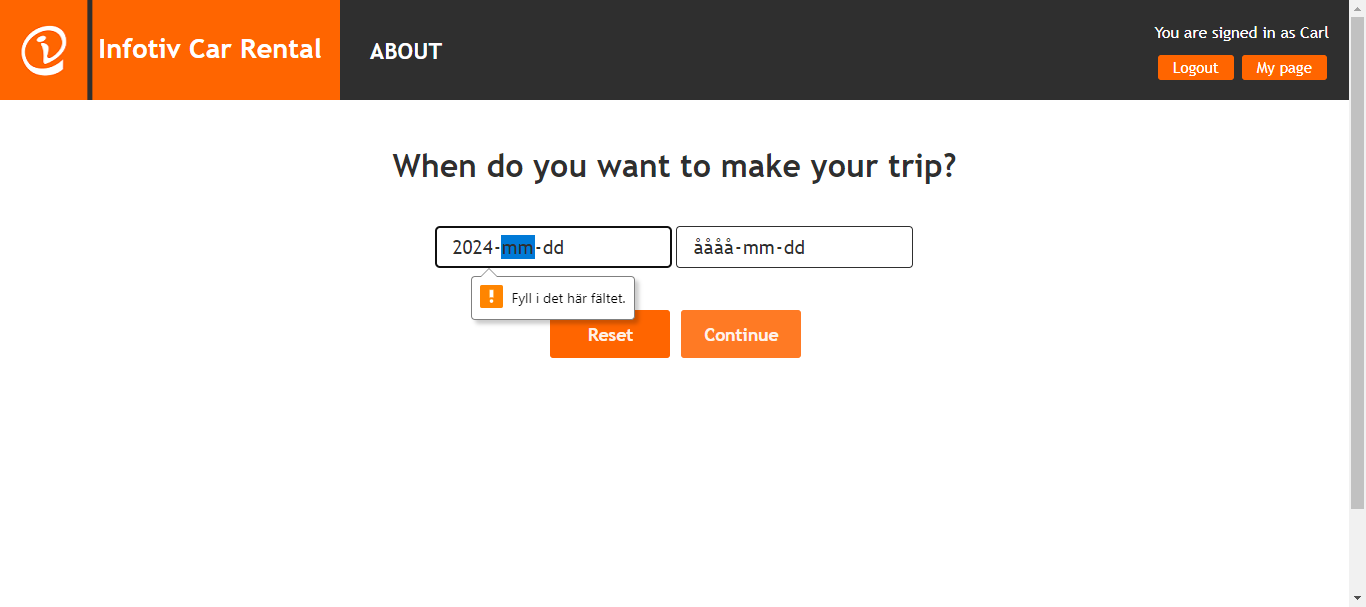 Infotiv Car Rental
ABOUT
You are signed in as Carl
Logout My page
When do you want to make your trip?
2024-mm-dd åååå-mm-dd
! Fyll i det här fältet.
Reset Continue